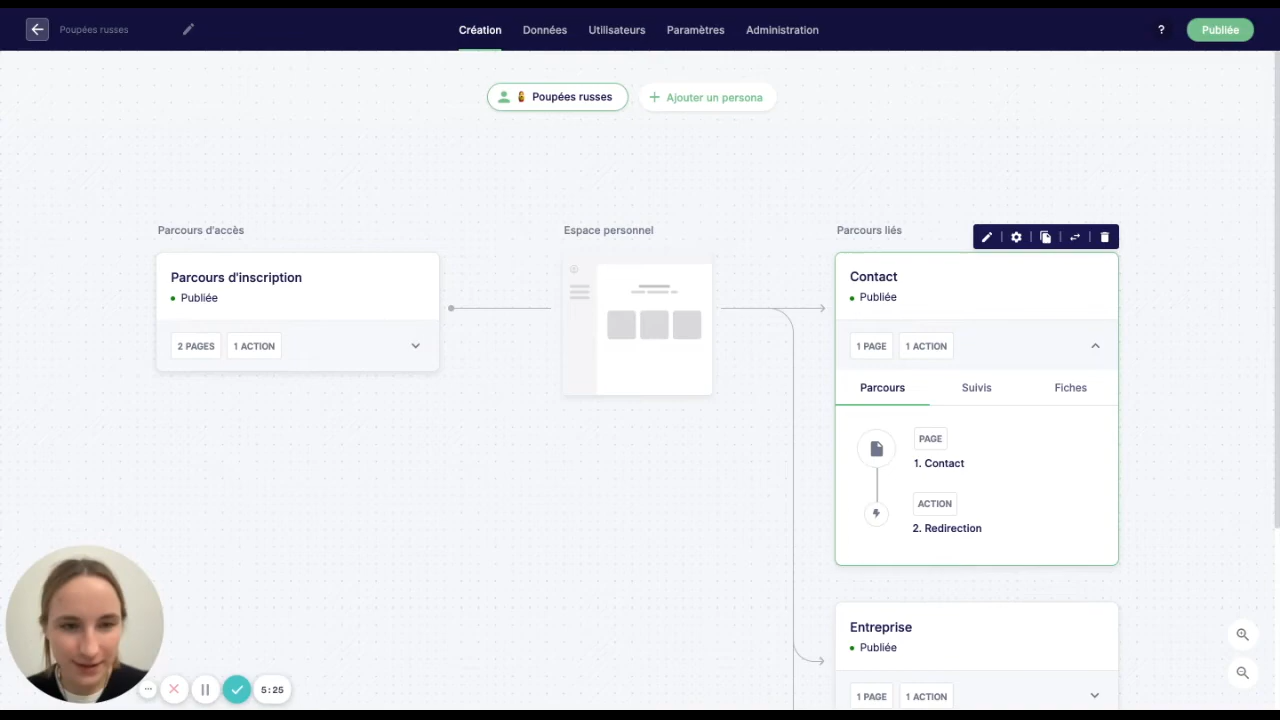 Poupées russes
Création
Données
Utilisateurs
Paramètres
Administration
?
Publiée
Poupées russes
+ Ajouter un persona
Parcours d'accès
Espace personnel
Parcours liés
Parcours d'inscription
Publiée
2 PAGES
1 ACTION
Contact
Publiée
1 PAGE
1 ACTION
Parcours
Suivis
Fiches
PAGE
1. Contact
ACTION
2. Redirection
Entreprise
Publiée
1 PAGE
1 ACTION
5:25